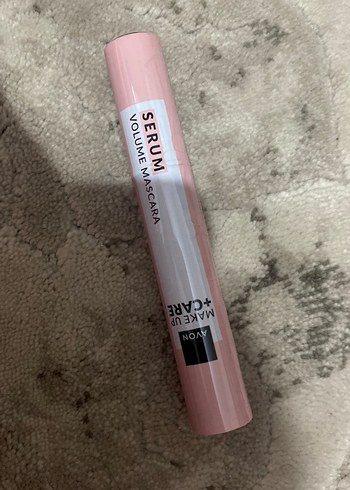 SERUM
VOLUME MASCARA
MAKE UP
+CARE
AVON